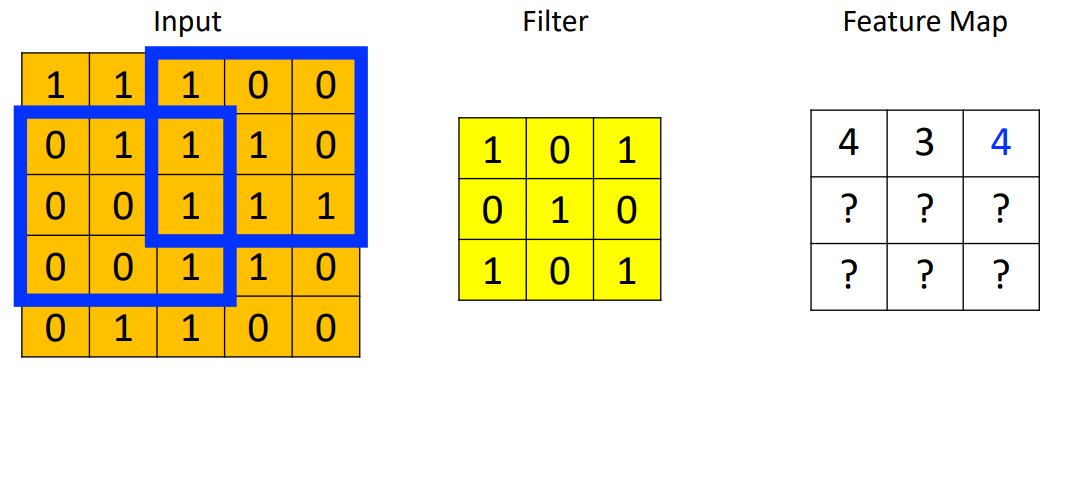 Input Filter Feature Map
1 1 1 0 0
0 1 1 1 0
0 0 1 1 1
0 0 1 1 0
0 1 1 0 0
1 0 1
0 1 0
1 0 1
4 3 4
? ? ?
? ? ?